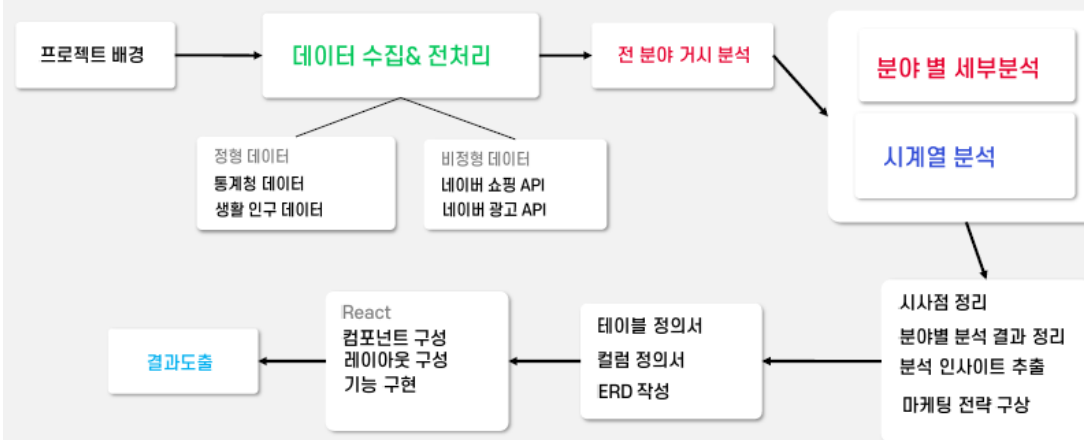 프로젝트 배경
데이터 수집& 전처리
전 분야 거시 분석
분야 별 세부분석
시계열 분석
정형 데이터
통계청 데이터
생활 인구 데이터
비정형 데이터
네이버 쇼핑 API
네이버 광고 API
시사점 정리
분야별 분석 결과 정리
분석 인사이트 추출
마케팅 전략 구상
테이블 정의서
컬럼 정의서
ERD 작성
React
컴포넌트 구성
레이아웃 구성
기능 구현
결과도출